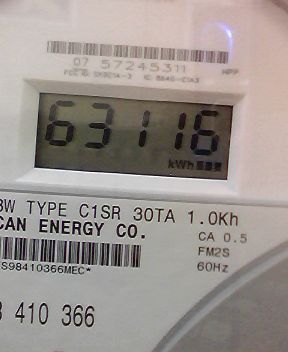 07 57245311
HPP
63116
kWh
3W TYPE C1SR 30TA 1.0Kh
CAN ENERGY CO.
CA 0.5
FM2S
60Hz
S98410366MEC*
410 366